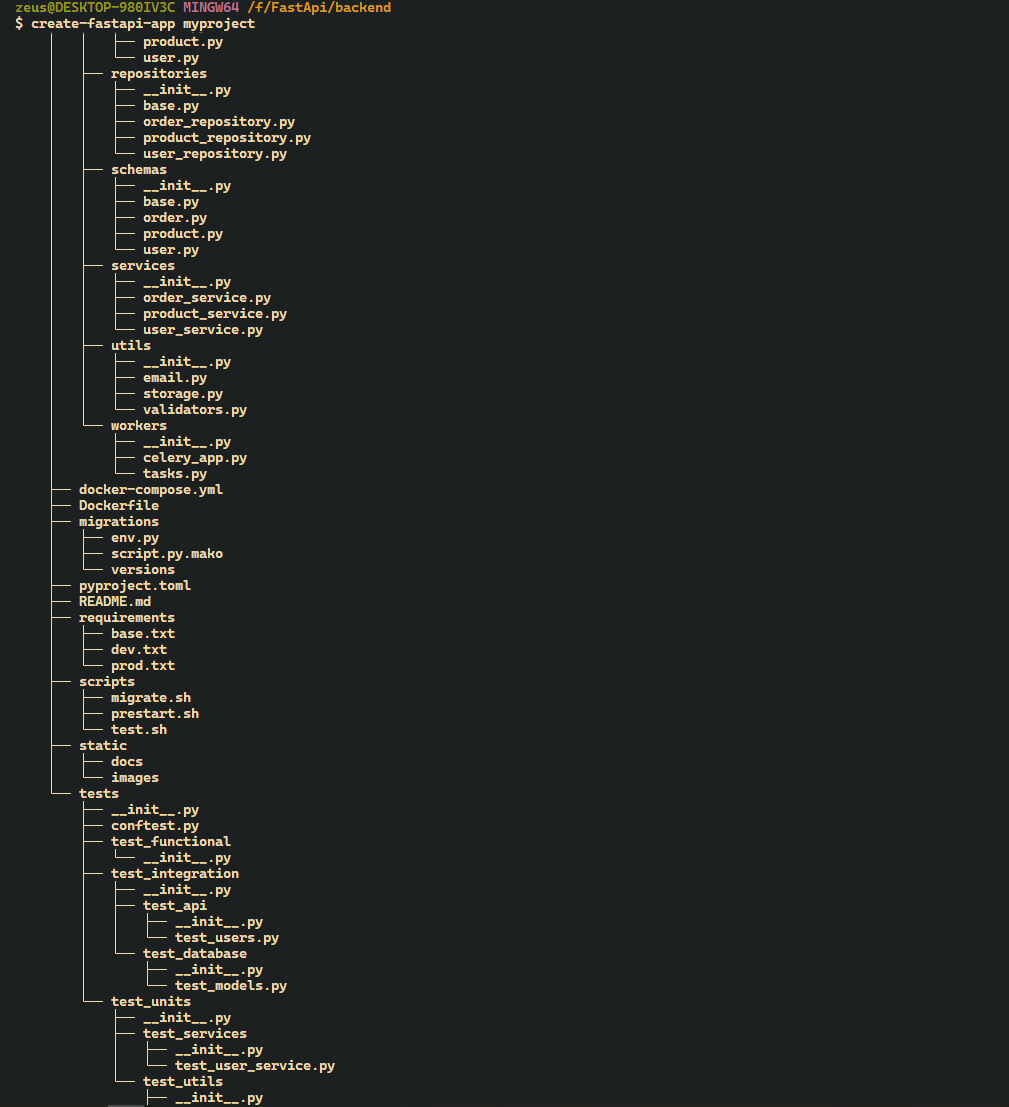 zeus@DESKTOP-980IV3C MINGW64 /f/FastApi/backend
$ create-fastapi-app myproject
product.py
user.py
repositories
__init__.py
base.py
order_repository.py
product_repository.py
user_repository.py
schemas
__init__.py
base.py
order.py
product.py
user.py
services
__init__.py
order_service.py
product_service.py
user_service.py
utils
__init__.py
email.py
storage.py
validators.py
workers
__init__.py
celery_app.py
tasks.py
docker-compose.yml
Dockerfile
migrations
env.py
script.py.mako
versions
pyproject.toml
README.md
requirements
base.txt
dev.txt
prod.txt
scripts
migrate.sh
prestart.sh
test.sh
static
docs
images
tests
__init__.py
conftest.py
test_functional
__init__.py
test_integration
__init__.py
test_api
__init__.py
test_users.py
test_database
__init__.py
test_models.py
test_units
__init__.py
test_services
__init__.py
test_user_service.py
test_utils
__init__.py